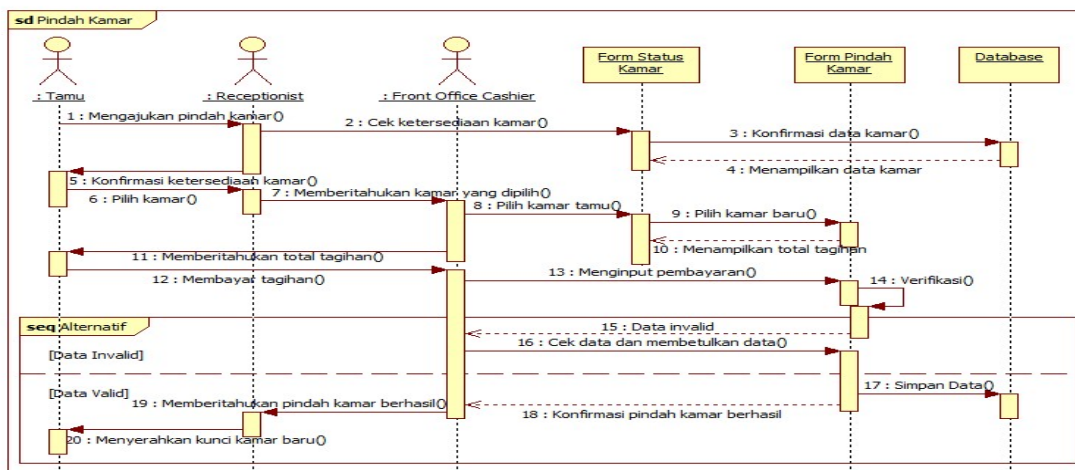 sd Pindah Kamar
: Tamu
: Receptionist
: Front Office Cashier
Form Status
Kamar
Form Pindah
Kamar
Database
1 : Mengajukan pindah kamar()
2 : Cek ketersediaan kamar()
3 : Konfirmasi data kamar()
4 : Menampilkan data kamar
5 : Konfirmasi ketersediaan kamar()
6 : Pilih kamar()
7 : Memberitahukan kamar yang dipilih()
8 : Pilih kamar tamu()
9 : Pilih kamar baru()
10 : Menampilkan total tagihan
11 : Memberitahukan total tagihan()
12 : Membayar tagihan()
13 : Menginput pembayaran()
14 : Verifikasi()
seq Alternatif
15 : Data invalid
[Data Invalid]
16 : Cek data dan membetulkan data()
[Data Valid]
17 : Simpan Data()
18 : Konfirmasi pindah kamar berhasil
19 : Memberitahukan pindah kamar berhasil()
20 : Menyerahkan kunci kamar baru()